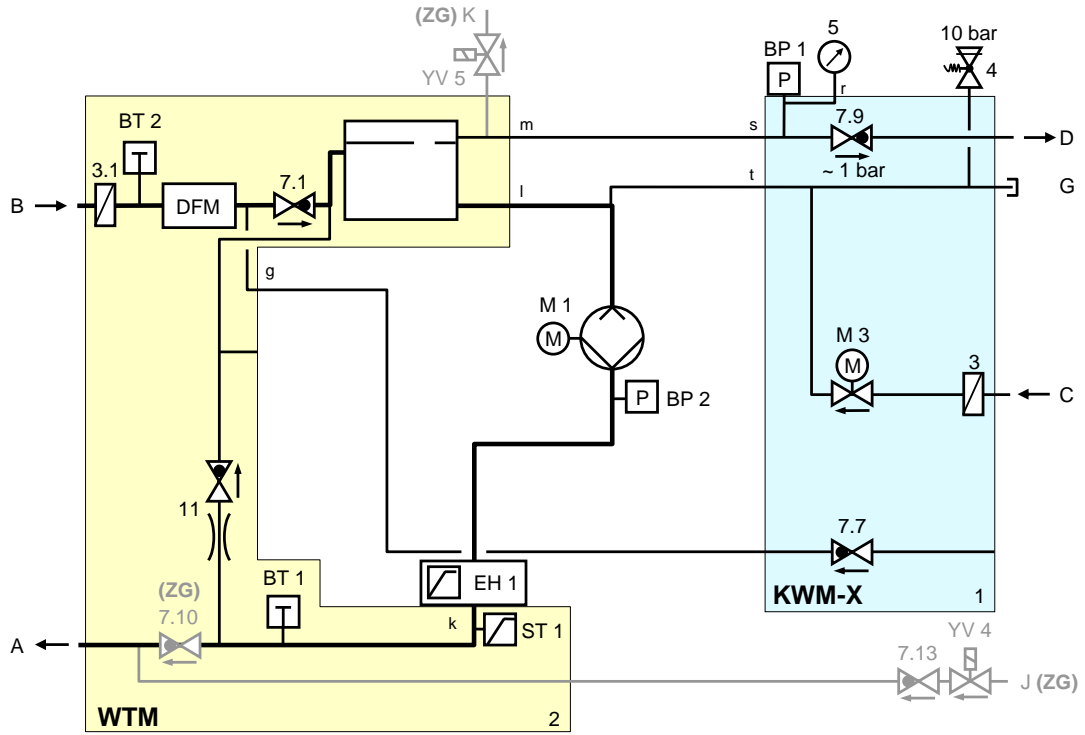 (ZG) K
YV 5
BP 1
P
5
10 bar
4
r
BT 2
3.1
7.1
m
s
7.9
D
~ 1 bar
B
DFM
l
t
G
g
M 1
M
M 3
M
3
C
P
BP 2
11
7.7
(ZG)
7.10
BT 1
EH 1
KWM-X
1
k
ST 1
A
YV 4
7.13
J (ZG)
WTM
2